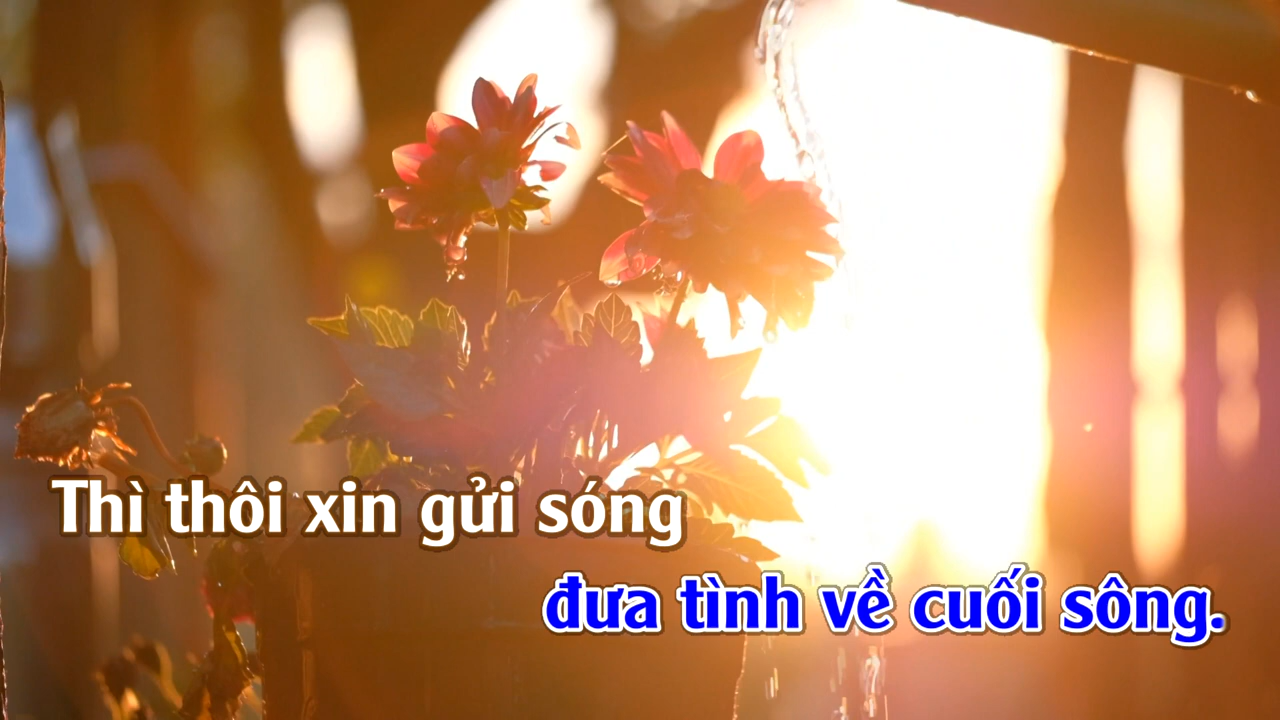 Thì thôi xin gửi sóng
đưa tình về cuối sông.